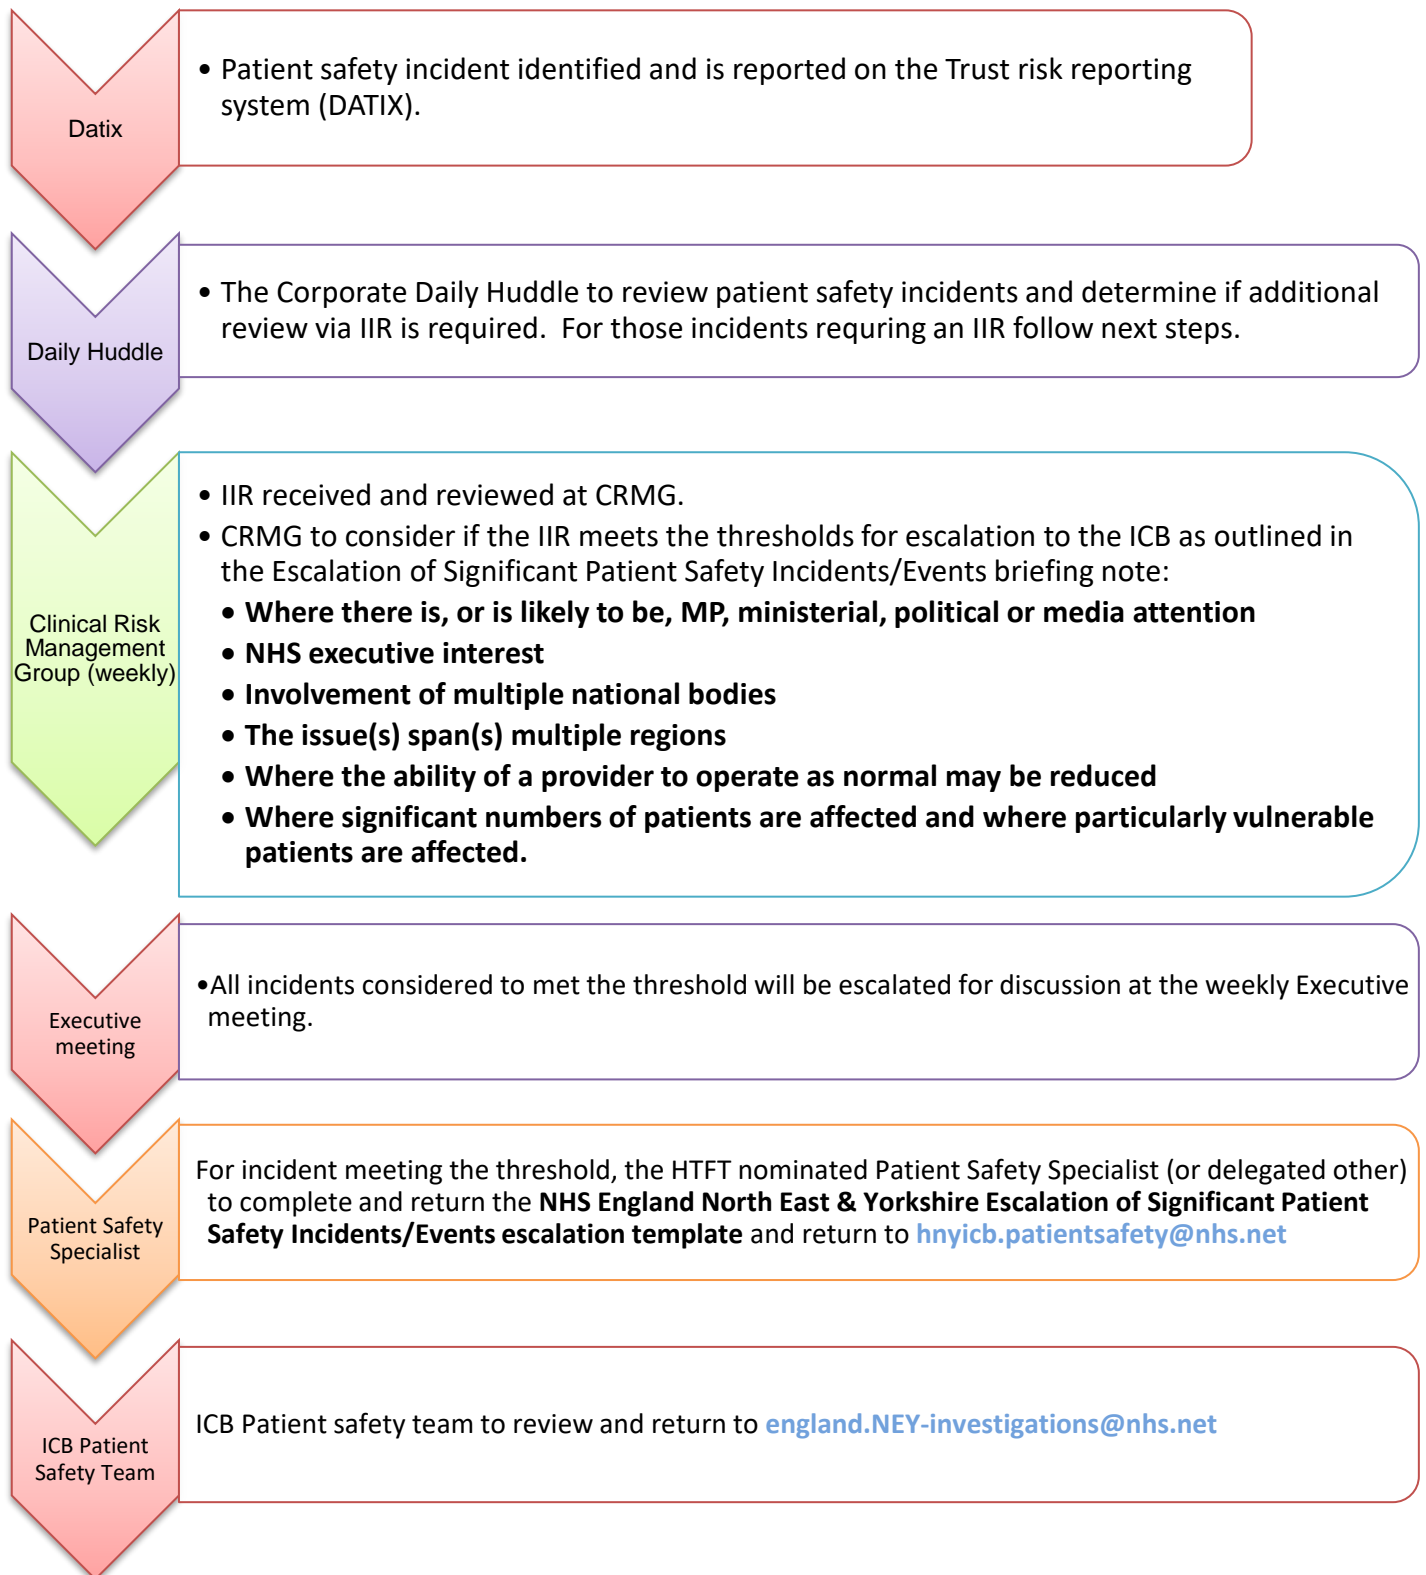 Datix
• Patient safety incident identified and is reported on the Trust risk reporting
system (DATIX).
Daily Huddle
• The Corporate Daily Huddle to review patient safety incidents and determine if additional
review via IIR is required.  For those incidents requring an IIR follow next steps.
Clinical Risk
Management
Group (weekly)
• IIR received and reviewed at CRMG.
• CRMG to consider if the IIR meets the thresholds for escalation to the ICB as outlined in
the Escalation of Significant Patient Safety Incidents/Events briefing note:
• Where there is, or is likely to be, MP, ministerial, political or media attention
• NHS executive interest
• Involvement of multiple national bodies
• The issue(s) span(s) multiple regions
• Where the ability of a provider to operate as normal may be reduced
• Where significant numbers of patients are affected and where particularly vulnerable
patients are affected.
Executive
meeting
•All incidents considered to met the threshold will be escalated for discussion at the weekly Executive
meeting.
Patient Safety
Specialist
For incident meeting the threshold, the HTFT nominated Patient Safety Specialist (or delegated other)
to complete and return the NHS England North East & Yorkshire Escalation of Significant Patient
Safety Incidents/Events escalation template and return to hnyicb.patientsafety@nhs.net
ICB Patient
Safety Team
ICB Patient safety team to review and return to england.NEY-investigations@nhs.net